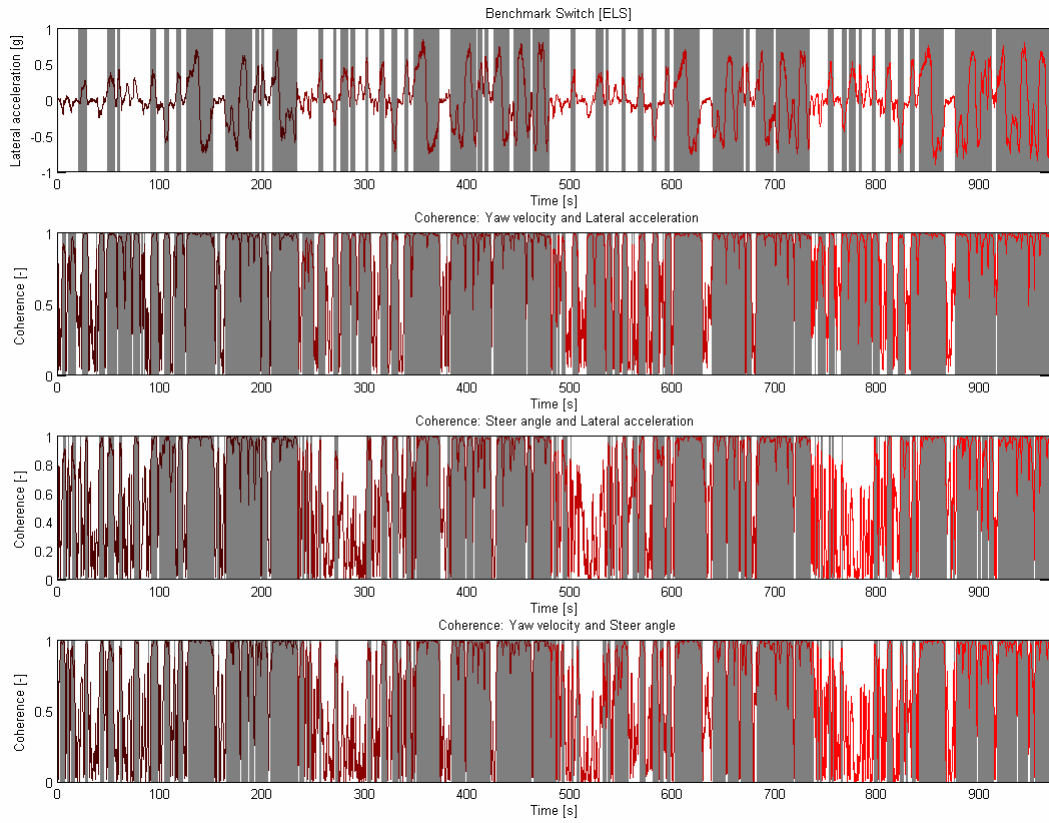 Benchmark Switch [ELS]
Lateral acceleration [g]
1
0.5
0
-0.5
-1
0 100 200 300 400 500 600 700 800 900
Time [s]
Coherence: Yaw velocity and Lateral acceleration
Coherence [-]
1
0.5
0
0 100 200 300 400 500 600 700 800 900
Time [s]
Coherence: Steer angle and Lateral acceleration
Coherence [-]
1
0.8
0.6
0.4
0.2
0
0 100 200 300 400 500 600 700 800 900
Time [s]
Coherence: Yaw velocity and Steer angle
Coherence [-]
1
0.5
0
0 100 200 300 400 500 600 700 800 900
Time [s]